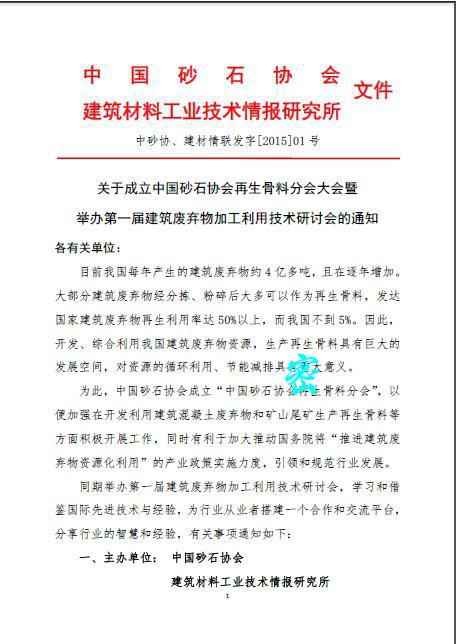 中国砂石协会
建筑材料工业技术情报研究所
文件
中砂协、建材情联发字[2015]01号
关于成立中国砂石协会再生骨料分会大会暨
举办第一届建筑废弃物加工利用技术研讨会的通知
各有关单位：
目前我国每年产生的建筑废弃物约4亿多吨，且在逐年增加。
大部分建筑废弃物经分拣、粉碎后大多可以作为再生骨料，发达
国家建筑废弃物再生利用率达50%以上，而我国不到5%。因此，
开发、综合利用我国建筑废弃物资源，生产再生骨料具有巨大的
发展空间，对资源的循环利用、节能减排具大意义。
密
为此，中国砂石协会成立“中国砂石协会再生骨料分会”，以
便加强在开发利用建筑混凝土废弃物和矿山尾矿生产再生骨料等
方面积极开展工作，同时有利于加大推动国务院将“推进建筑废
弃物资源化利用”的产业政策实施力度，引领和规范行业发展。
同期举办第一届建筑废弃物加工利用技术研讨会，学习和借
鉴国际先进技术与经验，为行业从业者搭建一个合作和交流平台，
分享行业的智慧和经验，有关事项通知如下：
一、主办单位： 中国砂石协会
建筑材料工业技术情报研究所
1